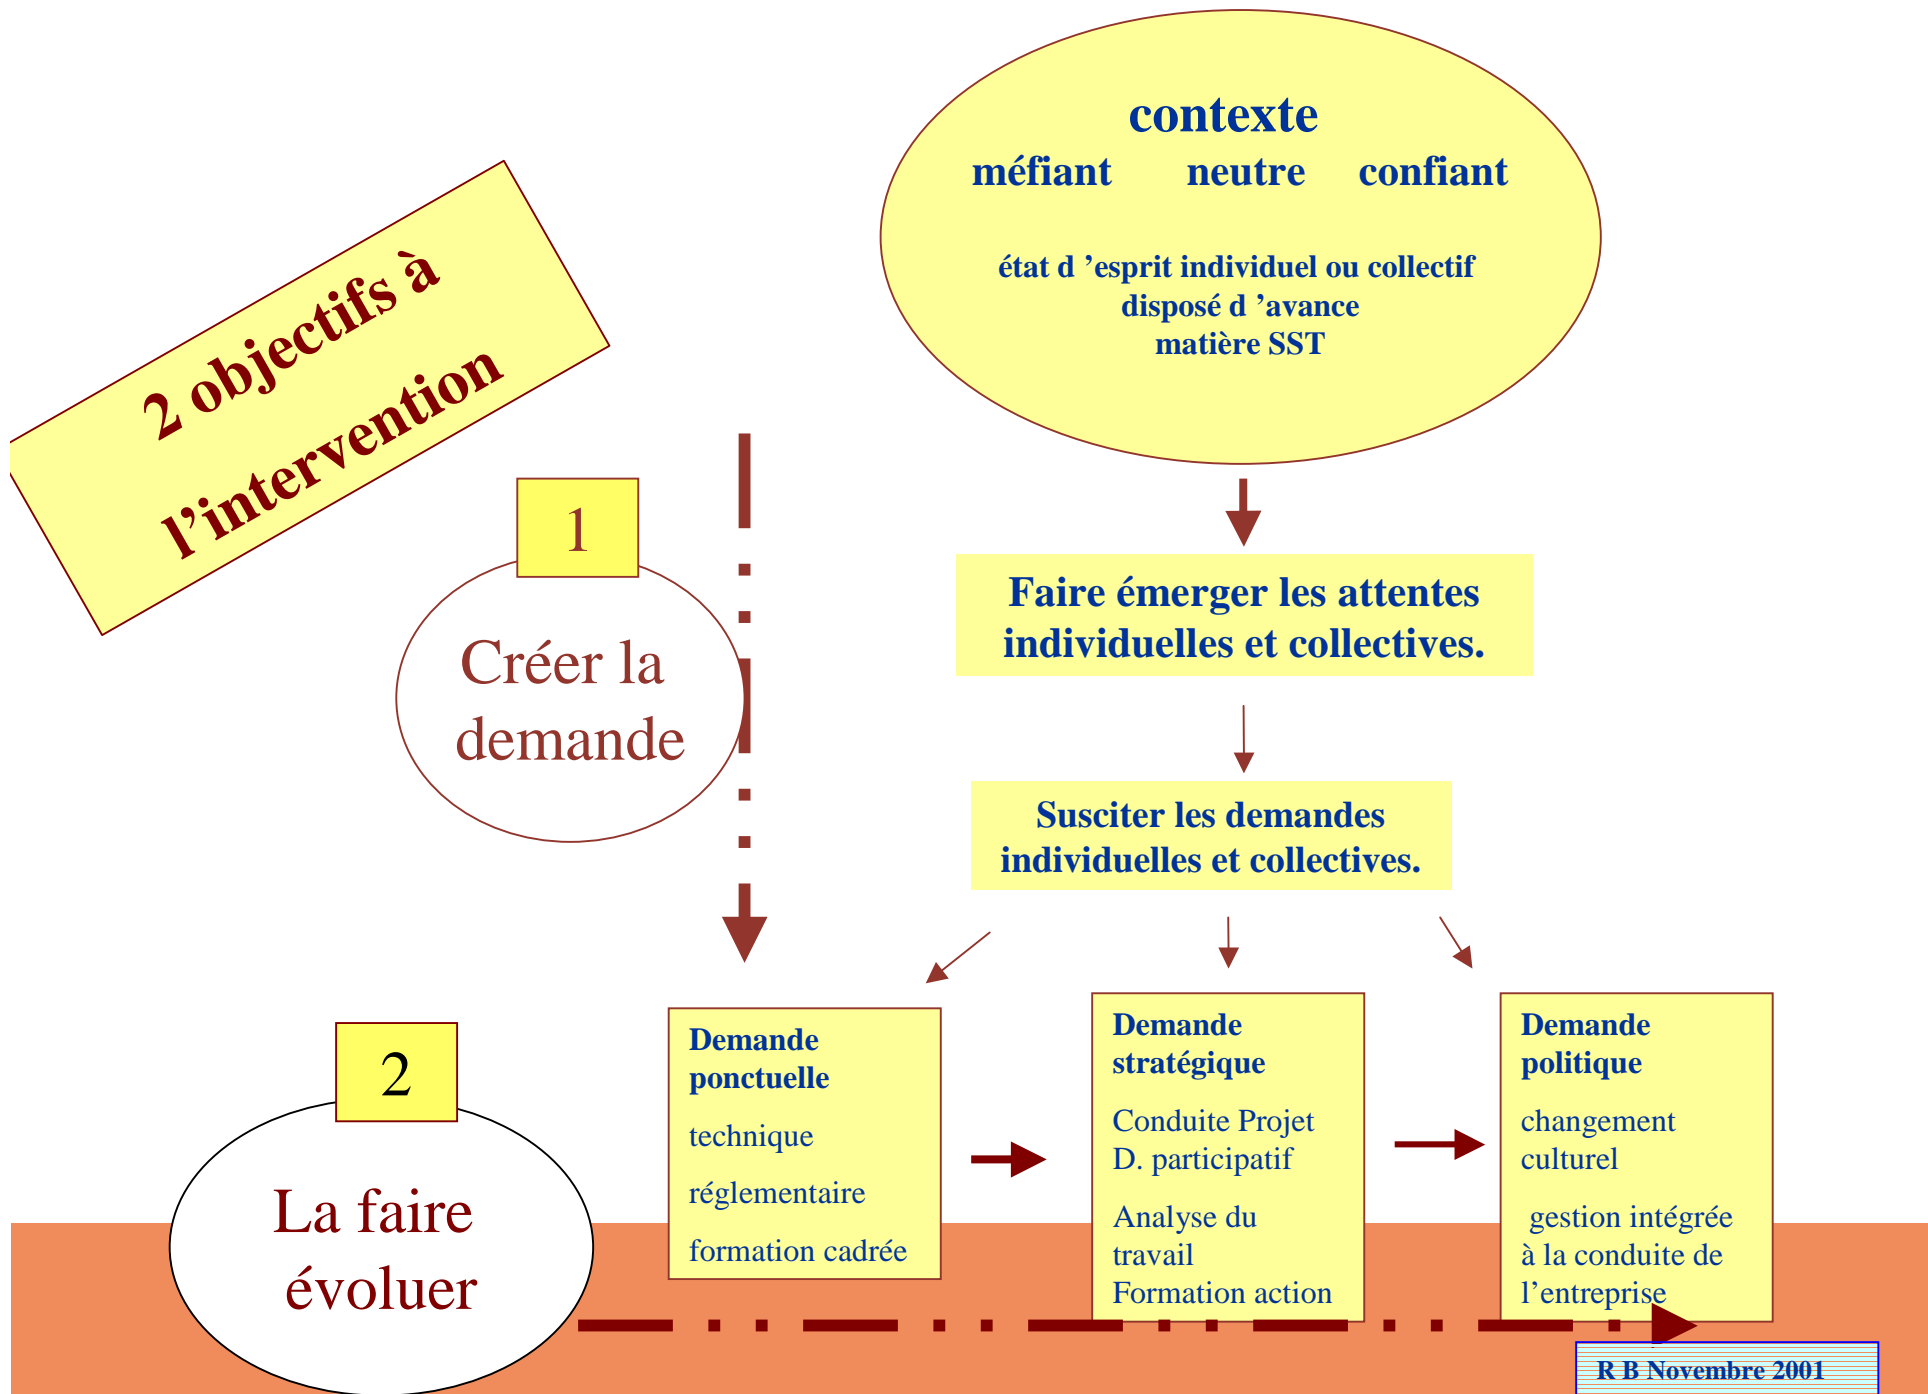 2 objectifs à
l’intervention
contexte
méfiant neutre confiant
état d ’esprit individuel ou collectif
disposé d ’avance
matière SST
1
Créer la
demande
Faire émerger les attentes
individuelles et collectives.
Susciter les demandes
individuelles et collectives.
2
La faire
évoluer
Demande
ponctuelle
technique
réglementaire
formation cadrée
Demande
stratégique
Conduite Projet
D. participatif
Analyse du
travail
Formation action
Demande
politique
changement
culturel
gestion intégrée
à la conduite de
l’entreprise
R B Novembre 2001